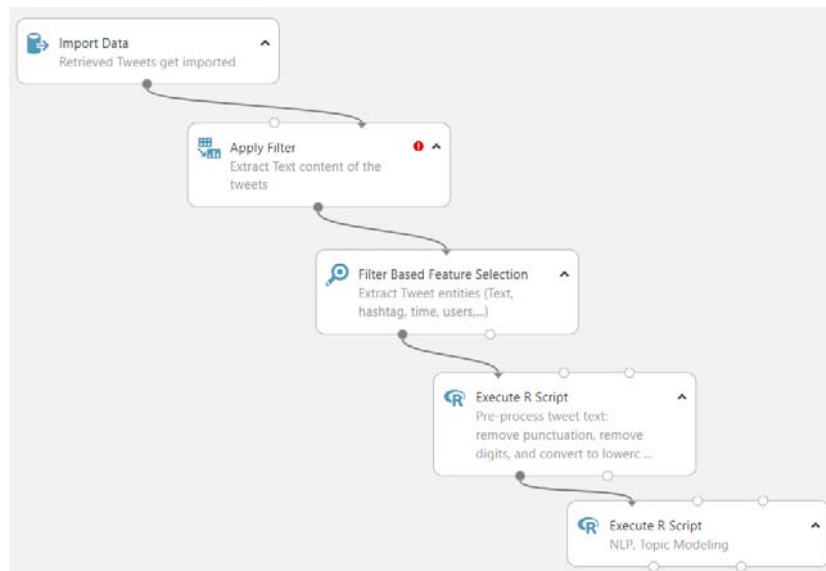 Import Data
Retrieved Tweets get imported
Apply Filter
Extract Text content of the
tweets
Filter Based Feature Selection
Extract Tweet entities (Text,
hashtag, time, users,...)
R Execute R Script
Pre-process tweet text:
remove punctuation, remove
digits, and convert to lowerc ...
R Execute R Script
NLP, Topic Modeling